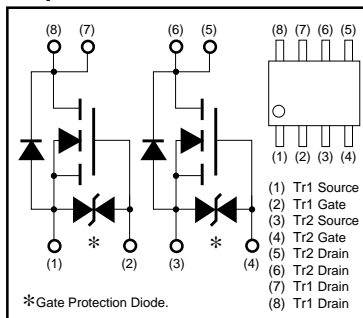 (8) (7) (6) (5)
(8) (7) (6) (5)
(1) (2) (3) (4)
(1) Tr1 Source
(2) Tr1 Gate
(3) Tr2 Source
(4) Tr2 Gate
(5) Tr2 Drain
(6) Tr2 Drain
(7) Tr1 Drain
(8) Tr1 Drain
* *
(1) (2) (3) (4)
*Gate Protection Diode.